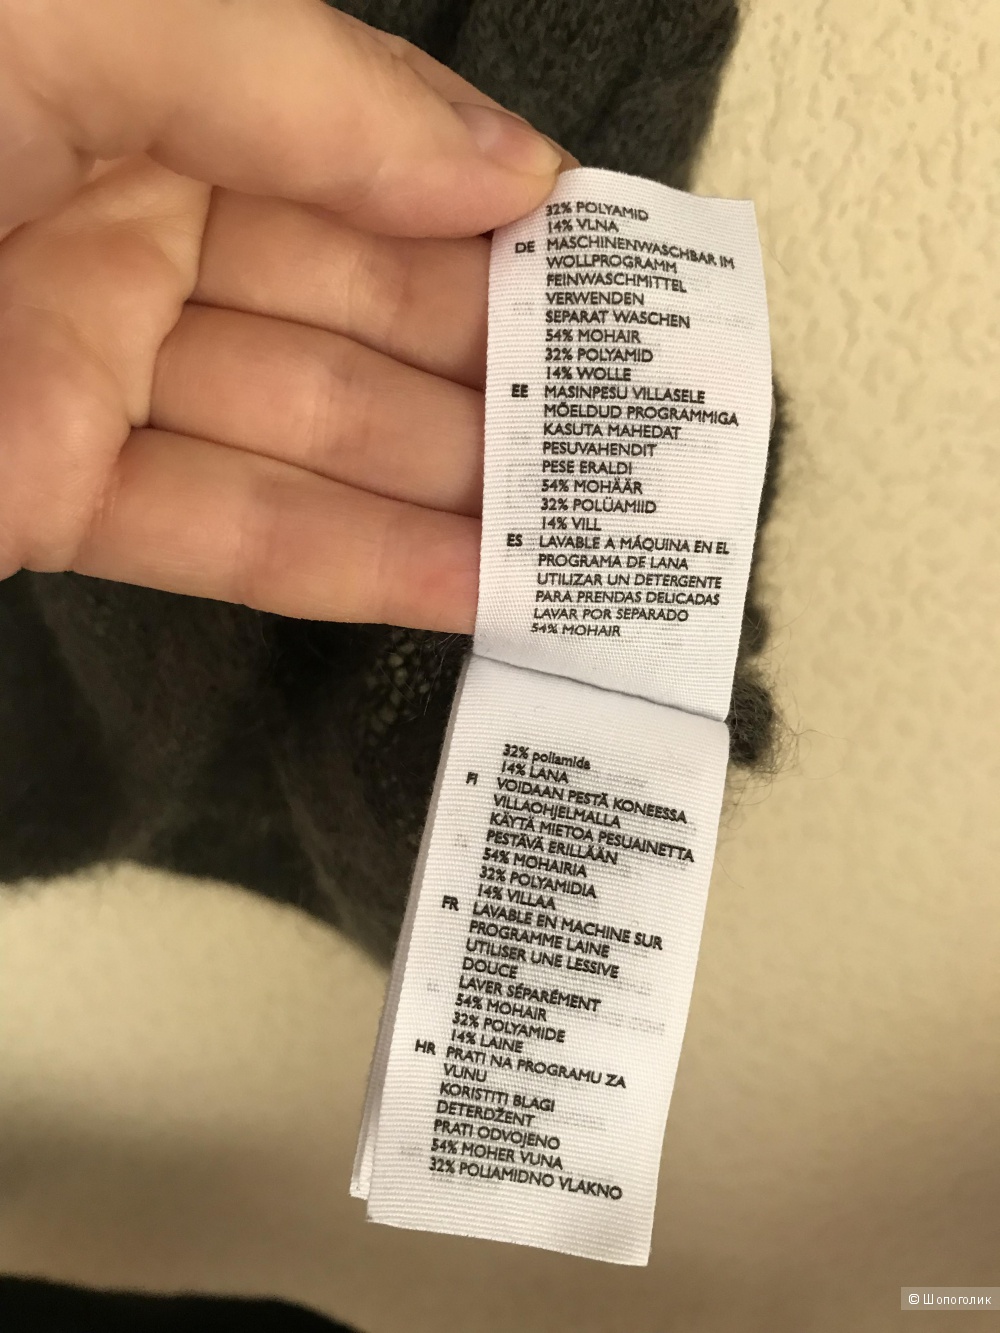 32% POLYAMID
14% VLNA
DE MASCHINENWASCHBAR IM
WOLLPROGRAMM
FEINWASCHMITTEL
VERWENDEN
SEPARAT WASCHEN
54% MOHAIR
32% POLYAMID
14% WOLLE
EE MASINPESU VILLASELE
MÕELDUD PROGRAMMIGA
KASUTA MAHEDAT
PESUVAHENDIT
PESE ERALDI
54% MOHÄÄR
32% POLÜAMIID
14% VILL
ES LAVABLE A MÁQUINA EN EL
PROGRAMA DE LANA
UTILIZAR UN DETERGENTE
PARA PRENDAS DELICADAS
LAVAR POR SEPARADO
54% MOHAIR
32% poliamida
14% LANA
FI VOIDAAN PESTÄ KONEESSA
VILLAOHJELMALLA
KÄYTÄ MIETOA PESUAINETTA
PESTÄVÄ ERILLÄÄN
54% MOHAIRIA
32% POLYAMIDIA
14% VILLAA
FR LAVABLE EN MACHINE SUR
PROGRAMME LAINE
UTILISER UNE LESSIVE
DOUCE
LAVER SÉPARÉMENT
54% MOHAIR
32% POLYAMIDE
14% LAINE
HR PRATI NA PROGRAMU ZA
VUNU
KORISTITI BLAGI
DETERDŽENT
PRATI ODVOJENO
54% MOHER VUNA
32% POLIAMIDNO VLAKNO
© Шопоголик